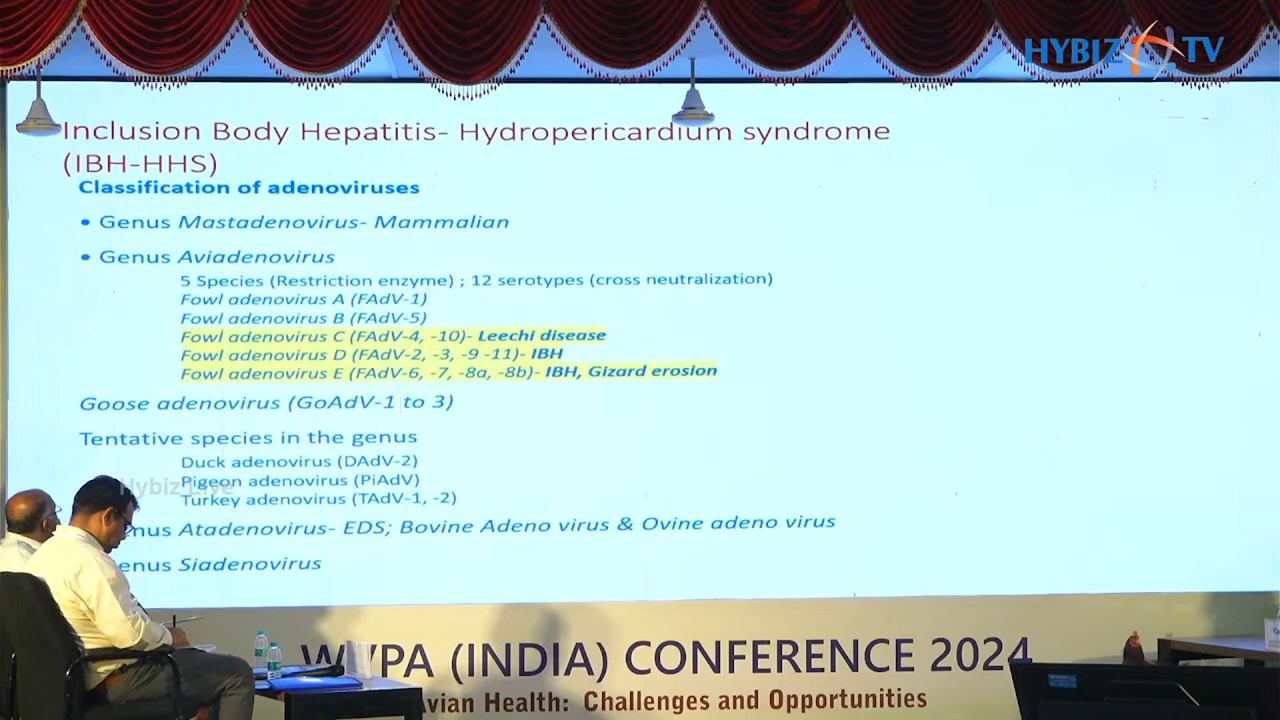 HYBIZ TV
Inclusion Body Hepatitis- Hydropericardium syndrome
(IBH-HHS)
Classification of adenoviruses
• Genus Mastadenovirus- Mammalian
• Genus Aviadenovirus
5 Species (Restriction enzyme) ; 12 serotypes (cross neutralization)
Fowl adenovirus A (FAdV-1)
Fowl adenovirus B (FAdV-5)
Fowl adenovirus C (FAdV-4, -10)- Leechi disease
Fowl adenovirus D (FAdV-2, -3, -9 -11)- IBH
Fowl adenovirus E (FAdV-6, -7, -8a, -8b)- IBH, Gizard erosion
Goose adenovirus (GoAdV-1 to 3)
Tentative species in the genus
Duck adenovirus (DAdV-2)
Pigeon adenovirus (PiAdV)
Hybiz Live
Turkey adenovirus (TAdV-1, -2)
nus Atadenovirus- EDS; Bovine Adeno virus & Ovine adeno virus
enus Siadenovirus
WVPA (INDIA) CONFERENCE 2024
Avian Health: Challenges and Opportunities